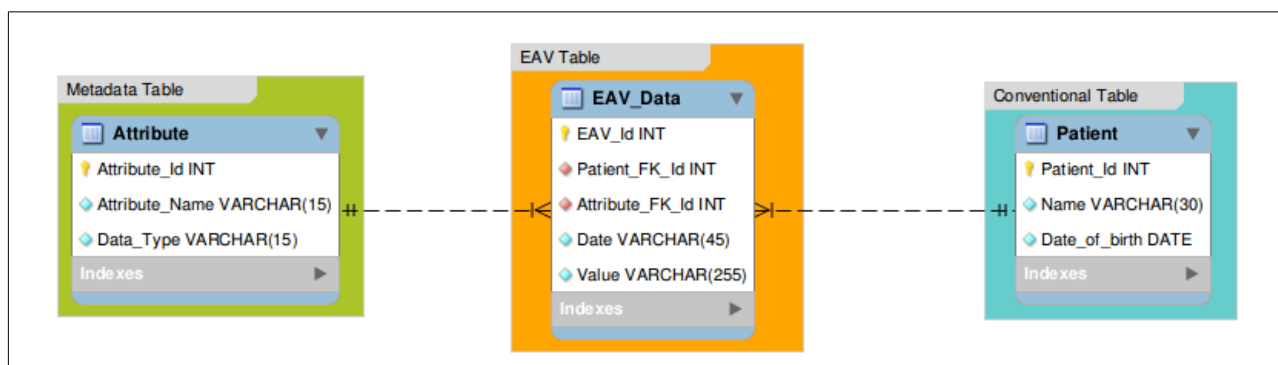 Metadata Table
Attribute
Attribute_Id INT
Attribute_Name VARCHAR(15)
Data_Type VARCHAR(15)
Indexes
EAV Table
EAV_Data
EAV_Id INT
Patient_FK_Id INT
Attribute_FK_Id INT
Date VARCHAR(45)
Value VARCHAR(255)
Indexes
Conventional Table
Patient
Patient_Id INT
Name VARCHAR(30)
Date_of_birth DATE
Indexes